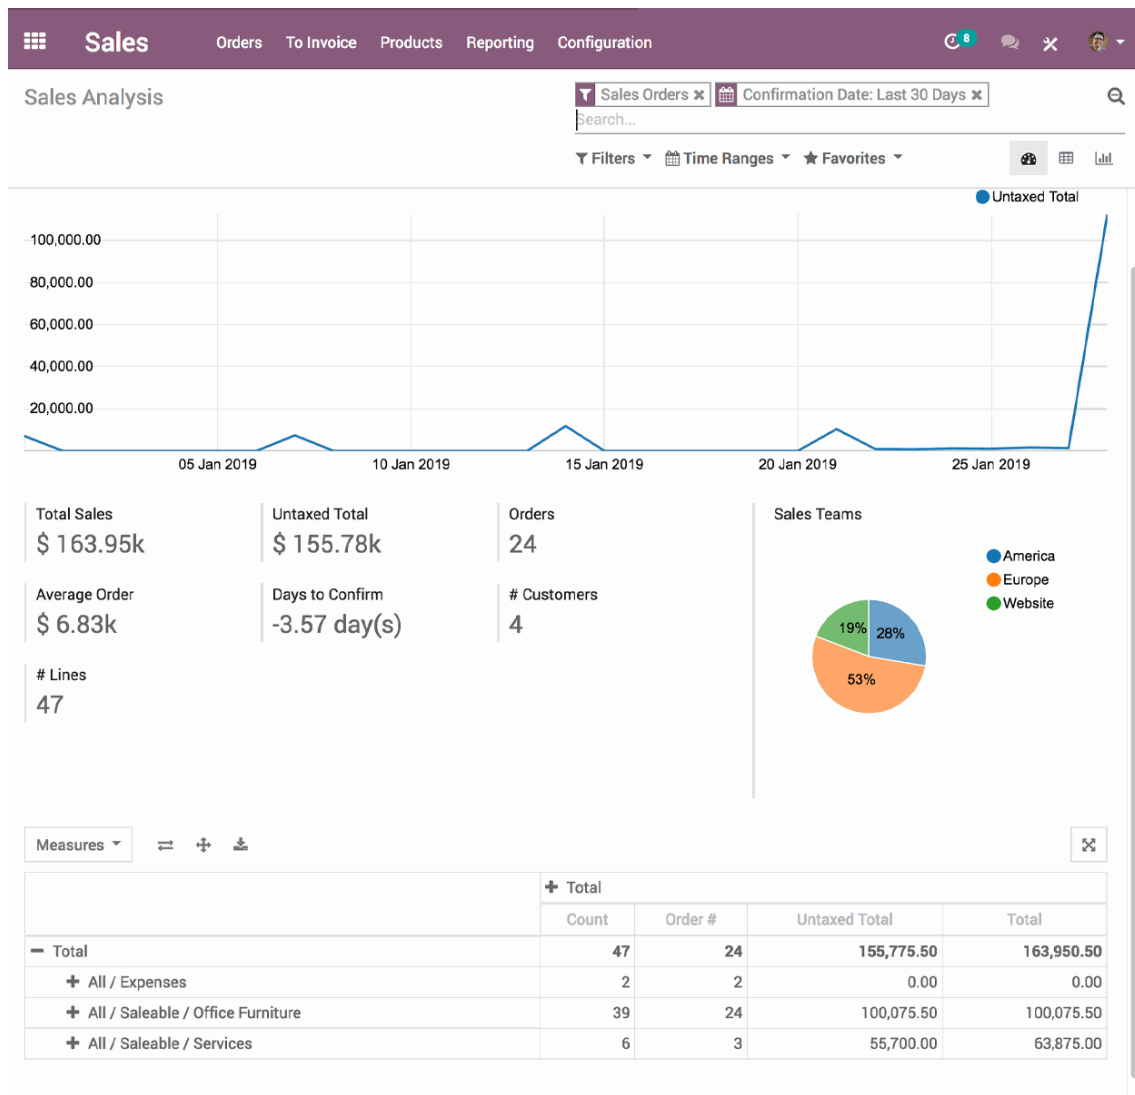 Sales Orders To Invoice Products Reporting Configuration 8
Sales Analysis
Sales Orders Confirmation Date: Last 30 Days
Search...
Filters Time Ranges Favorites
Untaxed Total
100,000.00
80,000.00
60,000.00
40,000.00
20,000.00
05 Jan 2019 10 Jan 2019 15 Jan 2019 20 Jan 2019 25 Jan 2019
Total Sales
$ 163.95k
Untaxed Total
$ 155.78k
Orders
24
Average Order
$ 6.83k
Days to Confirm
-3.57 day(s)
# Customers
4
# Lines
47
Sales Teams
America
Europe
Website
19% 28%
53%
Measures
Total
Count Order # Untaxed Total Total
Total 47 24 155,775.50 163,950.50
All / Expenses 2 2 0.00 0.00
All / Saleable / Office Furniture 39 24 100,075.50 100,075.50
All / Saleable / Services 6 3 55,700.00 63,875.00